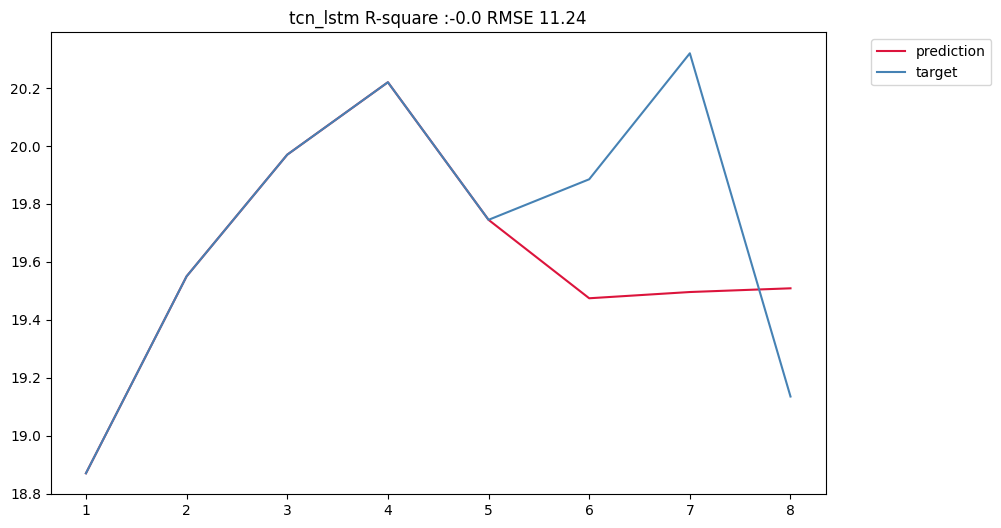 tcn_lstm R-square :-0.0 RMSE 11.24
prediction
target
20.2
20.0
19.8
19.6
19.4
19.2
19.0
18.8
1 2 3 4 5 6 7 8